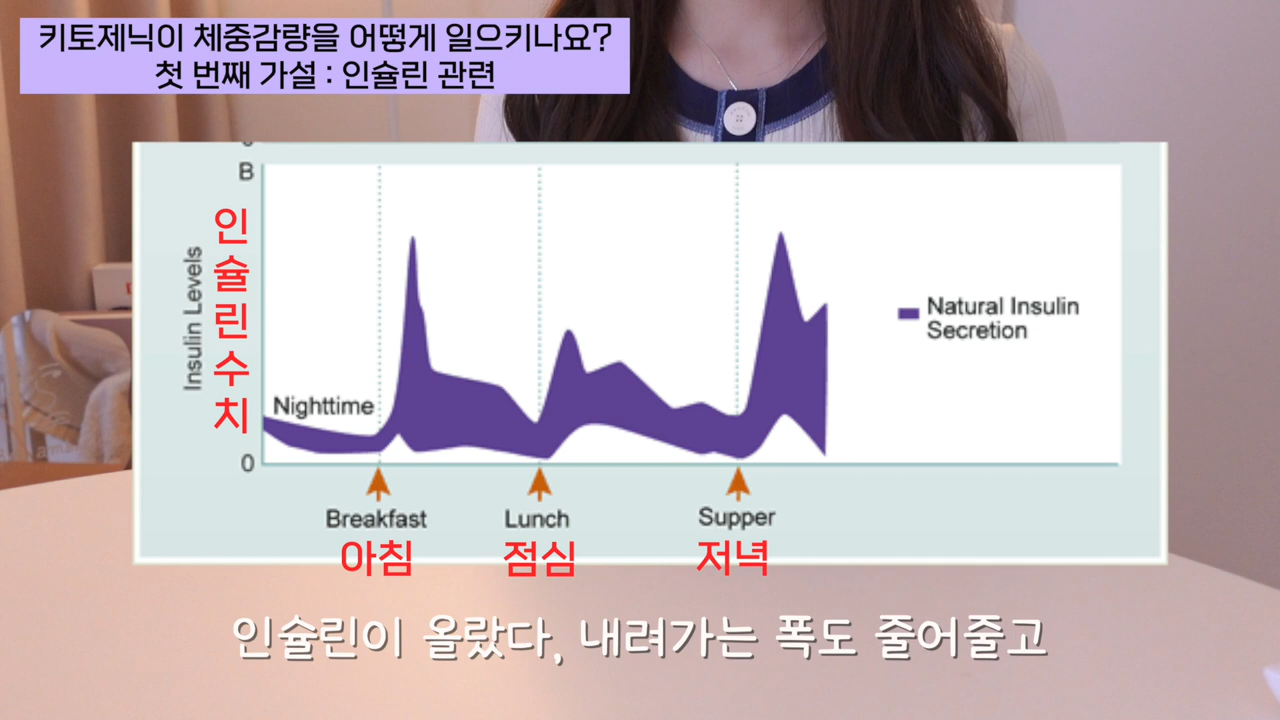 키토제닉이 체중감량을 어떻게 일으키나요?
첫 번째 가설 : 인슐린 관련
B
Insulin Levels
인슐린수치
Nighttime
0
Natural Insulin
Secretion
Breakfast
Lunch
Supper
아침
점심
저녁
인슐린이 올랐다, 내려가는 폭도 줄어줄고